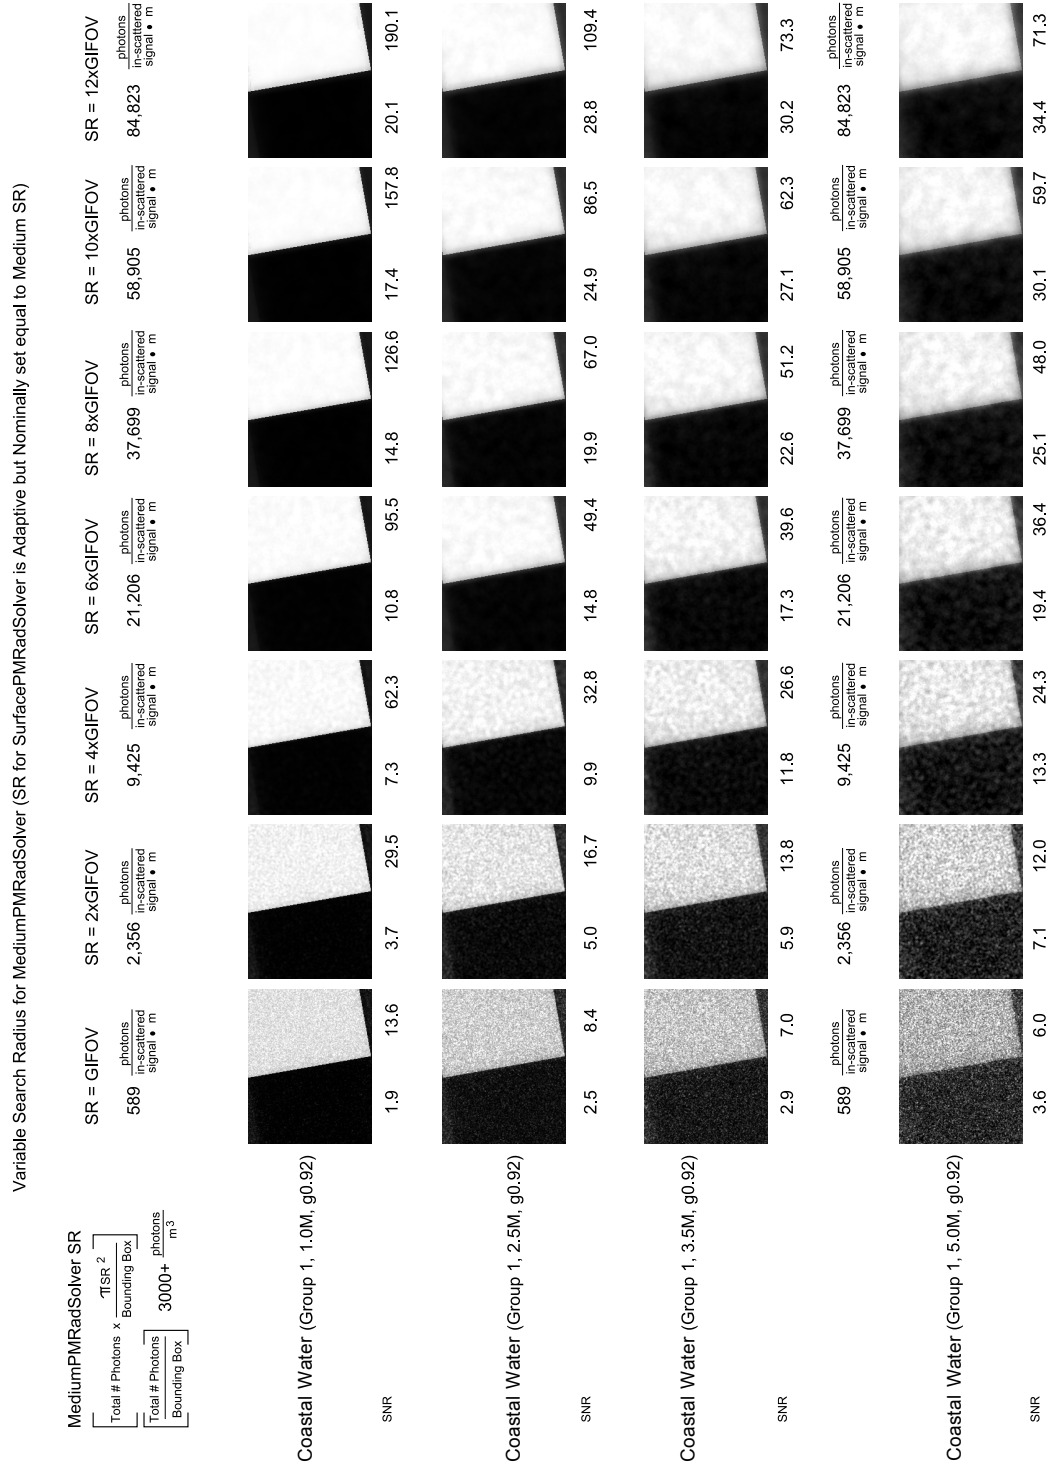 Variable Search Radius for MediumPMRadSolver (SR for SurfacePMRadSolver is Adaptive but Nominally set equal to Medium SR)
MediumPMRadSolver SR
SR = GIFOV
SR = 2xGIFOV
SR = 4xGIFOV
SR = 6xGIFOV
SR = 8xGIFOV
SR = 10xGIFOV
SR = 12xGIFOV
Total # Photons x πSR 2
Bounding Box
Total # Photons
Bounding Box
3000+ photons
m 3
589 photons
in-scattered
signal • m
2,356 photons
in-scattered
signal • m
9,425 photons
in-scattered
signal • m
21,206 photons
in-scattered
signal • m
37,699 photons
in-scattered
signal • m
58,905 photons
in-scattered
signal • m
84,823 photons
in-scattered
signal • m
Coastal Water (Group 1, 1.0M, g0.92)
SNR
1.9 13.6 3.7 29.5 7.3 62.3 10.8 95.5 14.8 126.6 17.4 157.8 20.1 190.1
Coastal Water (Group 1, 2.5M, g0.92)
SNR
2.5 8.4 5.0 16.7 9.9 32.8 14.8 49.4 19.9 67.0 24.9 86.5 28.8 109.4
Coastal Water (Group 1, 3.5M, g0.92)
SNR
2.9 7.0 5.9 13.8 11.8 26.6 17.3 39.6 22.6 51.2 27.1 62.3 30.2 73.3
589 photons
in-scattered
signal • m
2,356 photons
in-scattered
signal • m
9,425 photons
in-scattered
signal • m
21,206 photons
in-scattered
signal • m
37,699 photons
in-scattered
signal • m
58,905 photons
in-scattered
signal • m
84,823 photons
in-scattered
signal • m
Coastal Water (Group 1, 5.0M, g0.92)
SNR
3.6 6.0 7.1 12.0 13.3 24.3 19.4 36.4 25.1 48.0 30.1 59.7 34.4 71.3